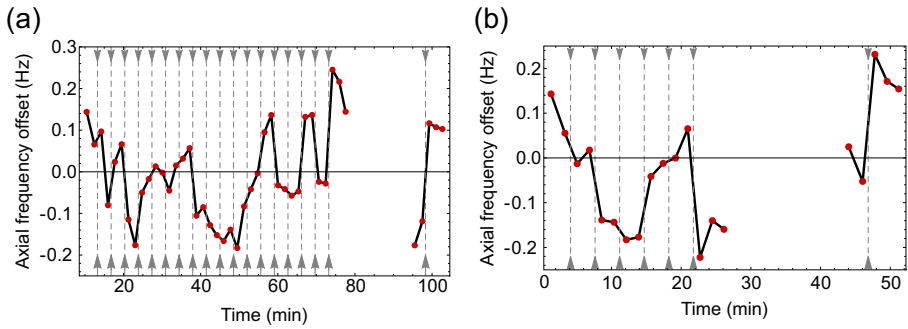 (a)
Axial frequency offset (Hz)
0.3
0.2
0.1
0.0
-0.1
-0.2
20 40 60 80 100
Time (min)
(b)
Axial frequency offset (Hz)
0.2
0.1
0.0
-0.1
-0.2
0 10 20 30 40 50
Time (min)